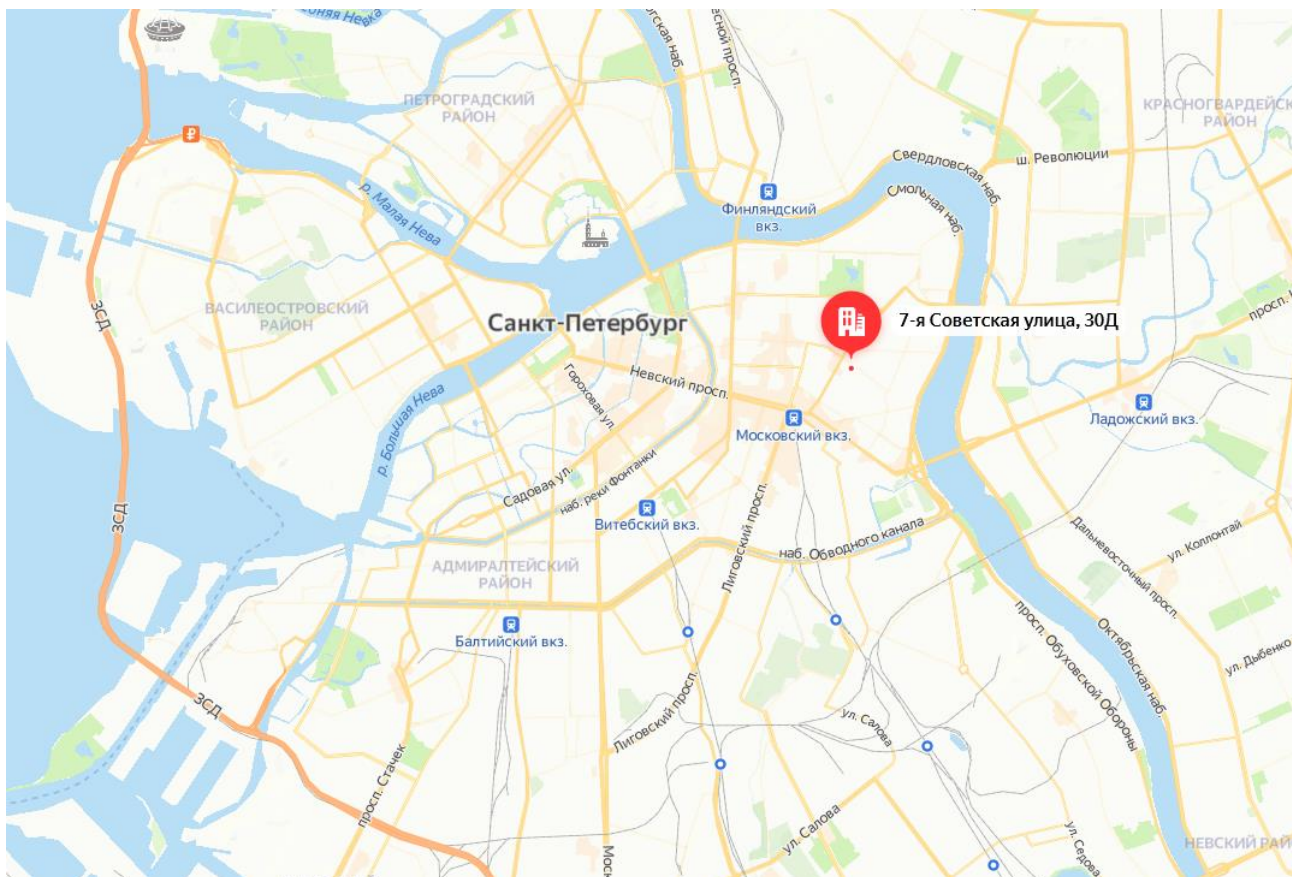 ПЕТРОГРАДСКИЙ
РАЙОН
КРАСНОГВАРДЕЙСК
РАЙОН
Свердловская наб.
ш. Революции
Смольная наб.
р. Малая Нева
Финляндский
вкз.
ВАСИЛЕОСТРОВСКИЙ
РАЙОН
ЗСД
Санкт-Петербург
7-я Советская улица, 30Д
Невский просп.
Гороховая ул.
р. Большая Нева
Московский вкз.
Ладожский вкз.
Садовая ул.
наб. реки Фонтанки
ЗСД
Витебский вкз.
Лиговский просп.
наб. Обводного канала
Дальневосточный просп.
ул. Коллонтай
АДМИРАЛТЕЙСКИЙ
РАЙОН
Балтийский вкз.
просп. Обуховской Обороны
Октябрьская наб.
ул. Дыбенко
ЗСД
Лиговский просп.
ул. Салова
просп. Стачек
ул. Салова
ул. Седова
Мос
НЕВСКИЙ РАЙ